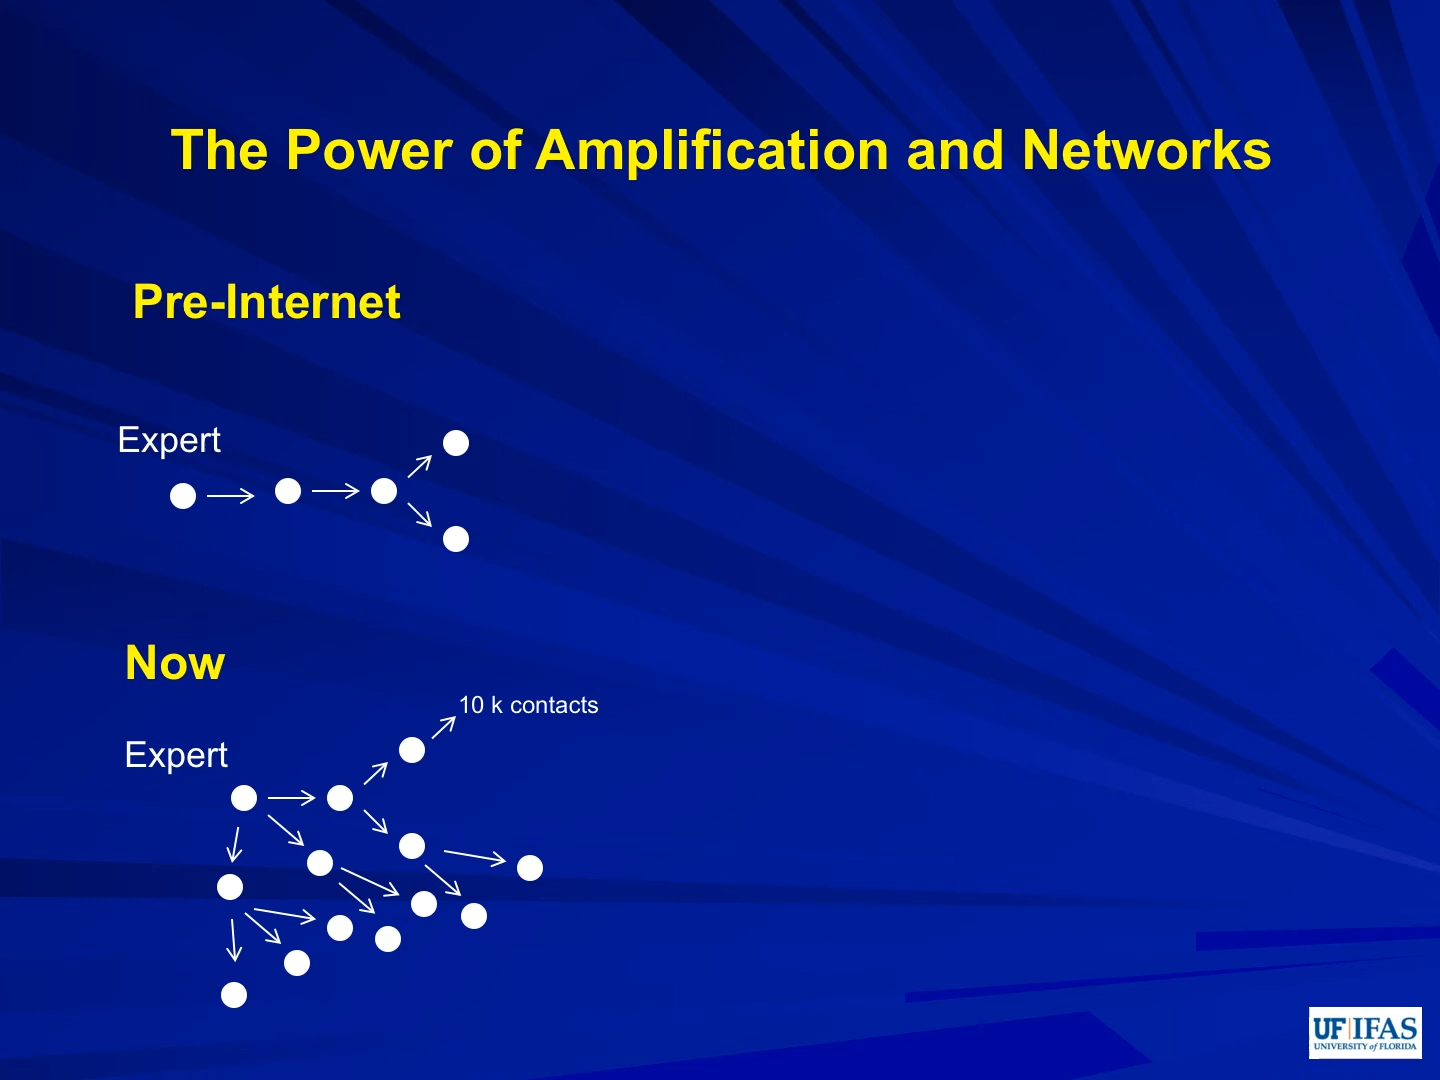 The Power of Amplification and Networks
Pre-Internet
Expert
Now
10 k contacts
Expert
UF|IFAS
UNIVERSITY of FLORIDA